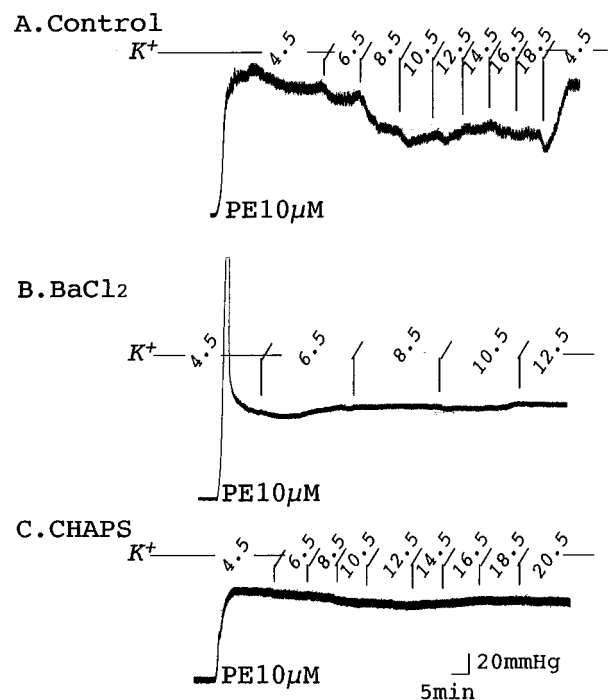 A.Control
K+ 4.5 6.5 8.5 10.5 12.5 14.5 16.5 18.5 4.5
PE10μM
B.BaCl2
K+ 4.5 6.5 8.5 10.5 12.5
PE10μM
C.CHAPS
K+ 4.5 6.5 8.5 10.5 12.5 14.5 16.5 18.5 20.5
PE10μM
20mmHg
5min